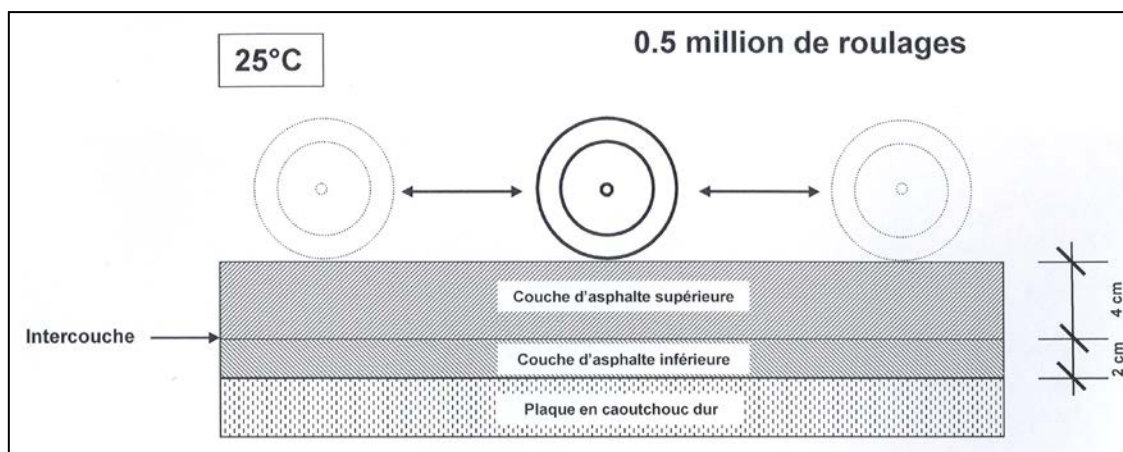 25°C
0.5 million de roulages
Couche d'asphalte supérieure
4 cm
Intercouche
Couche d'asphalte inférieure
2 cm
Plaque en caoutchouc dur